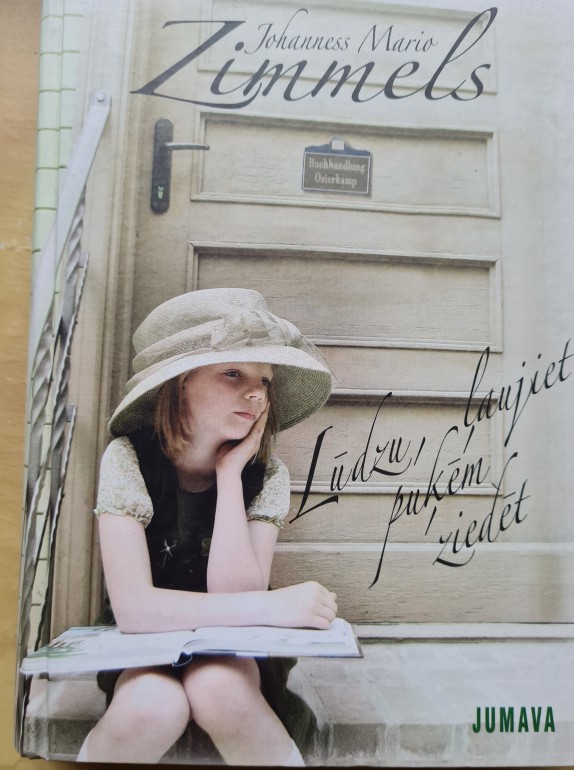 Johanness Mario
Zimmels
Buchhandlung
Osterkamp
Lūdzu, ļaujiet
puķēm
ziedēt
JUMAVA